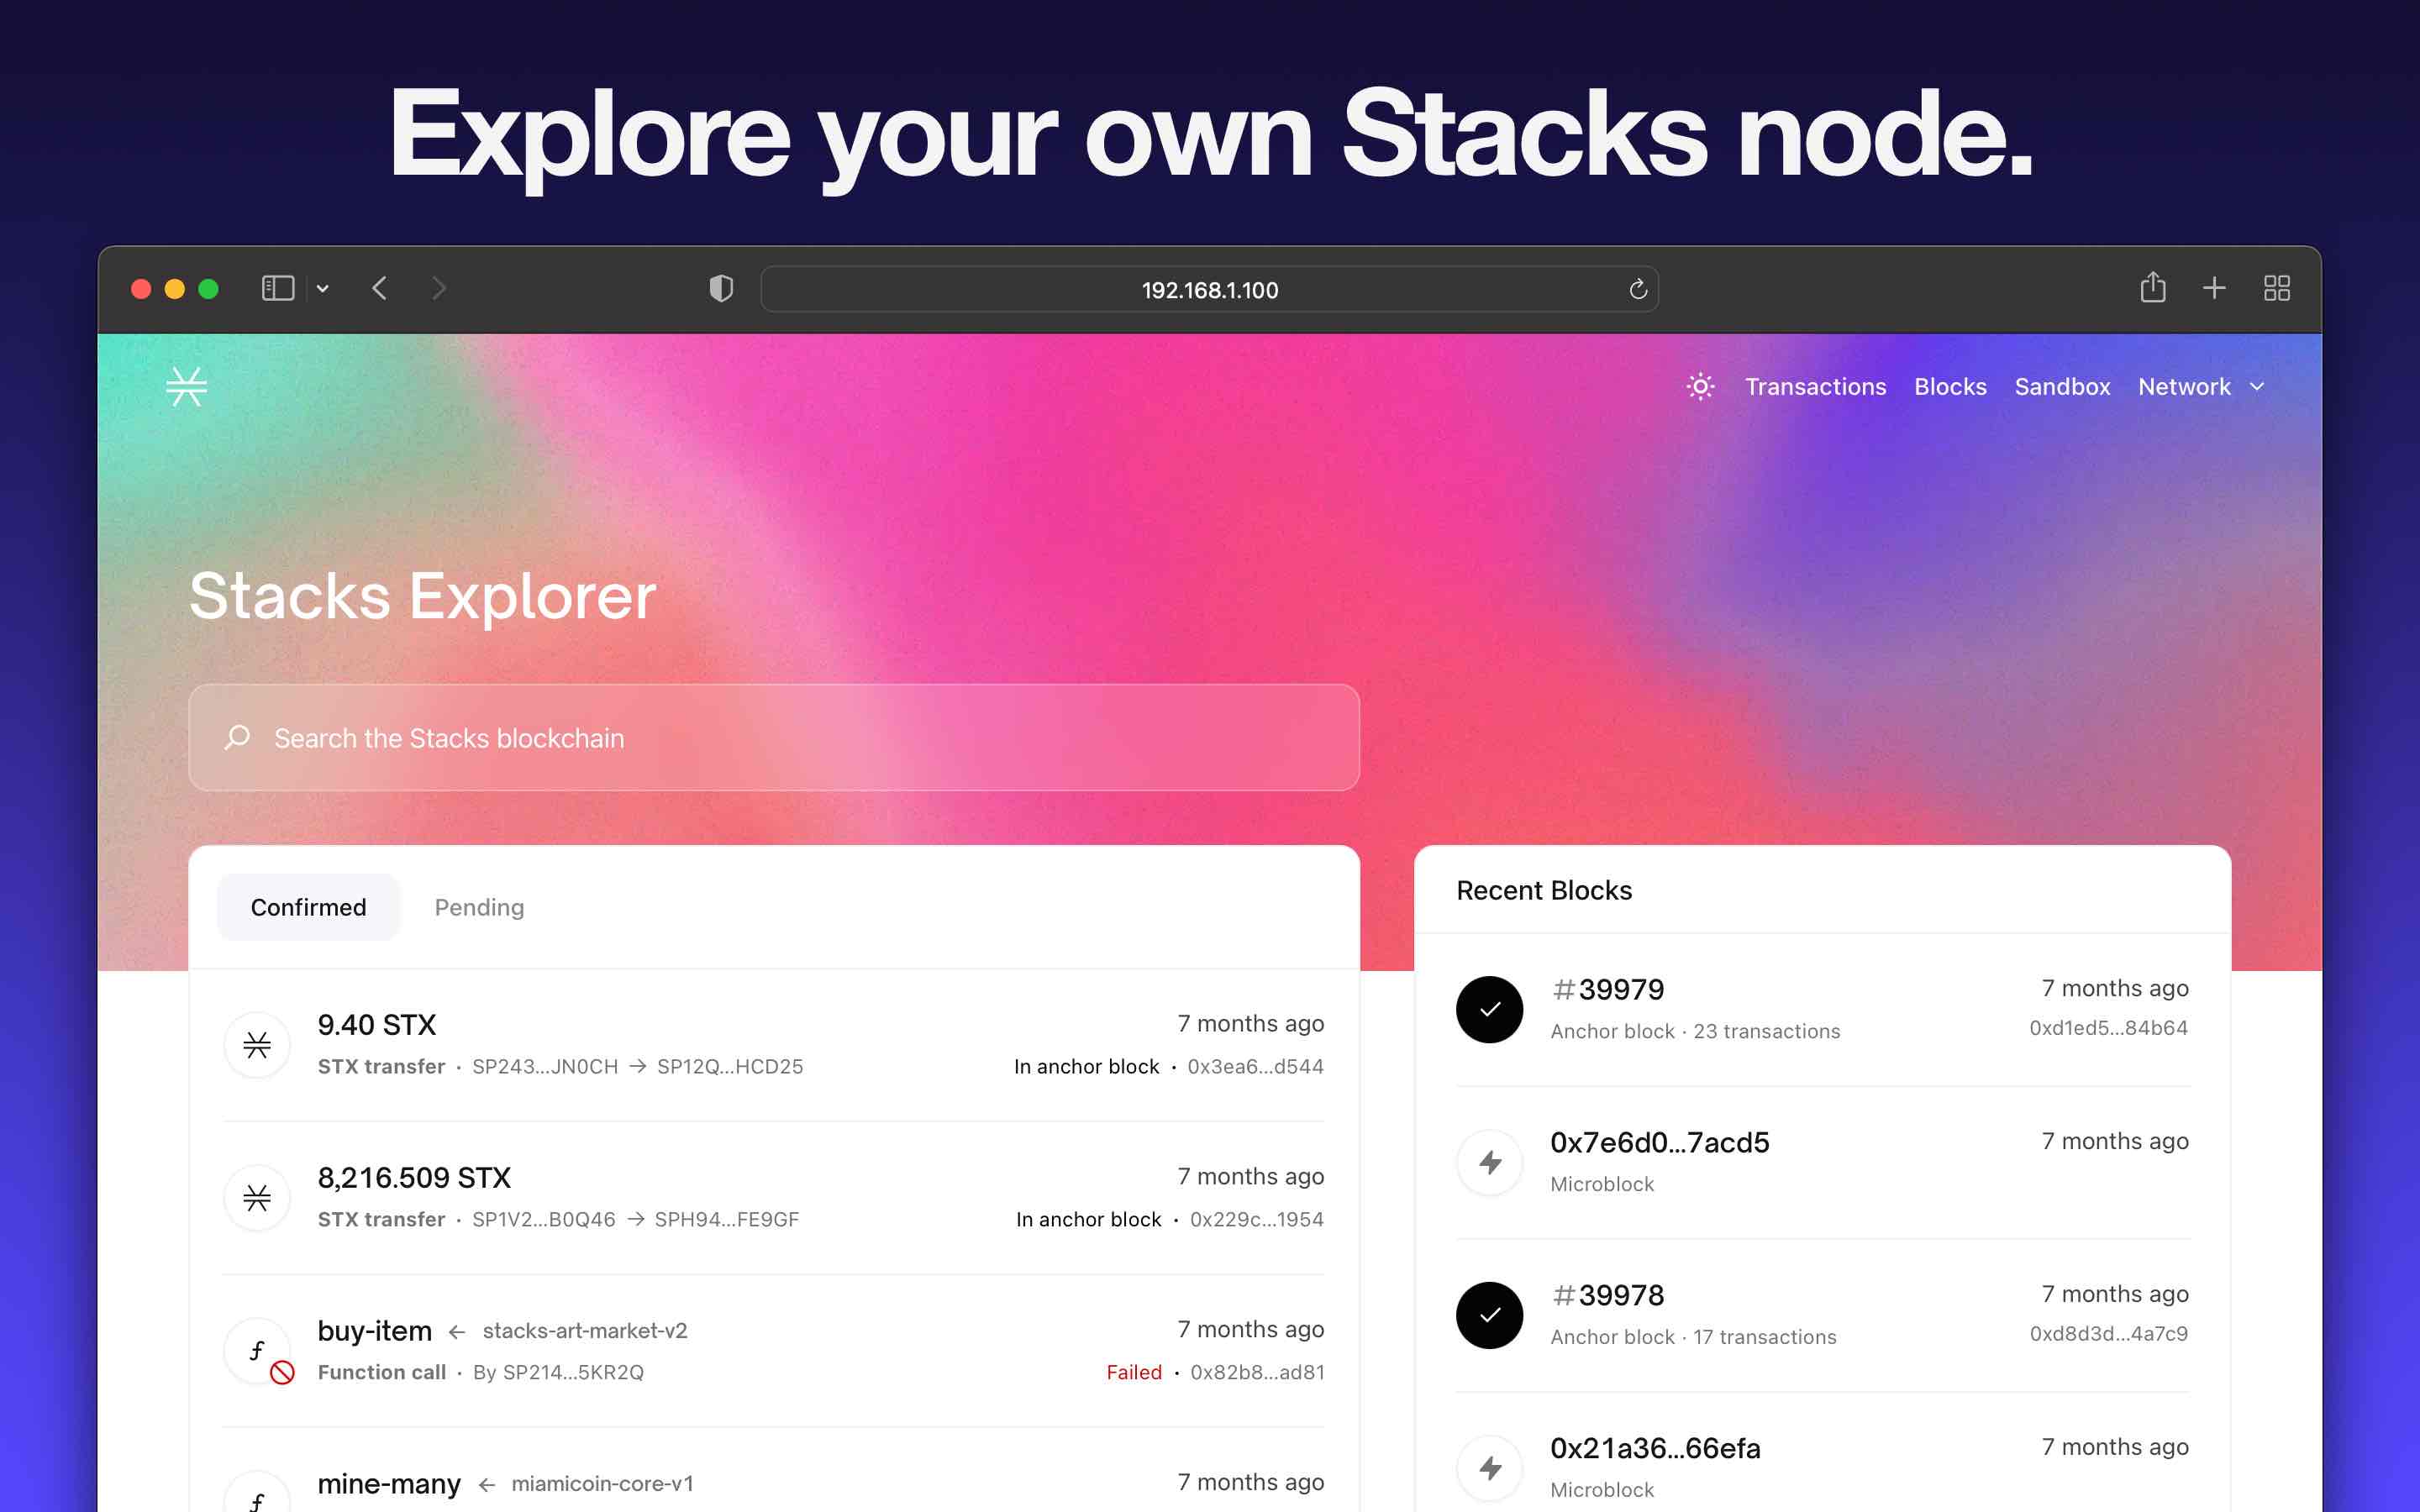 Explore your own Stacks node.
192.168.1.100
Transactions Blocks Sandbox Network
Stacks Explorer
Search the Stacks blockchain
Confirmed Pending
9.40 STX 7 months ago
STX transfer · SP243...JN0CH → SP12Q...HCD25 In anchor block · 0x3ea6...d544
8,216.509 STX 7 months ago
STX transfer · SP1V2...B0Q46 → SPH94...FE9GF In anchor block · 0x229c...1954
buy-item ← stacks-art-market-v2 7 months ago
Function call · By SP214...5KR2Q Failed · 0x82b8...ad81
mine-many ← miamicoin-core-v1 7 months ago
Recent Blocks
#39979 7 months ago
Anchor block · 23 transactions 0xd1ed5...84b64
0x7e6d0...7acd5 7 months ago
Microblock
#39978 7 months ago
Anchor block · 17 transactions 0xd8d3d...4a7c9
0x21a36...66efa 7 months ago
Microblock